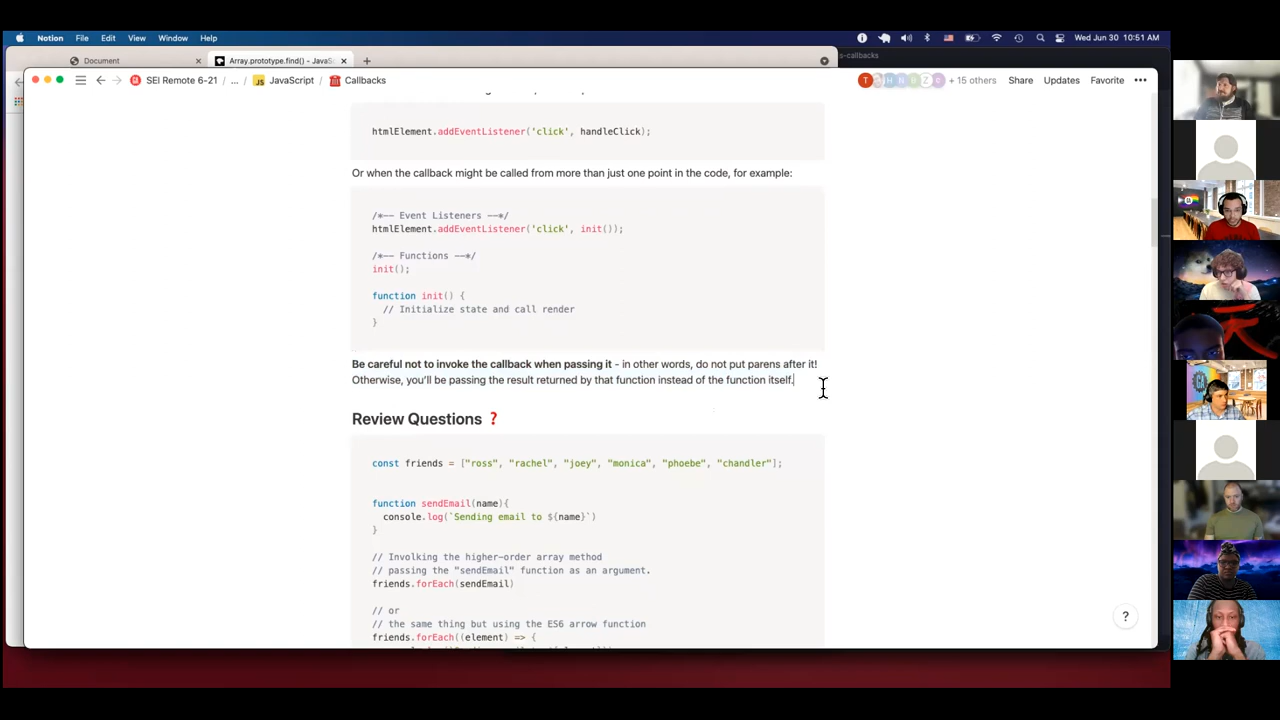 Notion File Edit View Window Help Wed Jun 30 10:51 AM
Document × Array.prototype.find() - JavaSc × + s-callbacks
SEI Remote 6-21 / ... / JS JavaScript / Callbacks T H N Z c + 15 others Share Updates Favorite •••
htmlElement.addEventListener('click', handleClick);
Or when the callback might be called from more than just one point in the code, for example:
/*–– Event Listeners ––*/
htmlElement.addEventListener('click', init());
/*–– Functions ––*/
init();
function init() {
// Initialize state and call render
}
Be careful not to invoke the callback when passing it - in other words, do not put parens after it!
Otherwise, you'll be passing the result returned by that function instead of the function itself.
Review Questions ❓
const friends = ["ross", "rachel", "joey", "monica", "phoebe", "chandler"];
function sendEmail(name){
console.log(`Sending email to ${name}`)
}
// Involking the higher-order array method
// passing the "sendEmail" function as an argument.
friends.forEach(sendEmail)
// or
// the same thing but using the ES6 arrow function
friends.forEach((element) => {
?